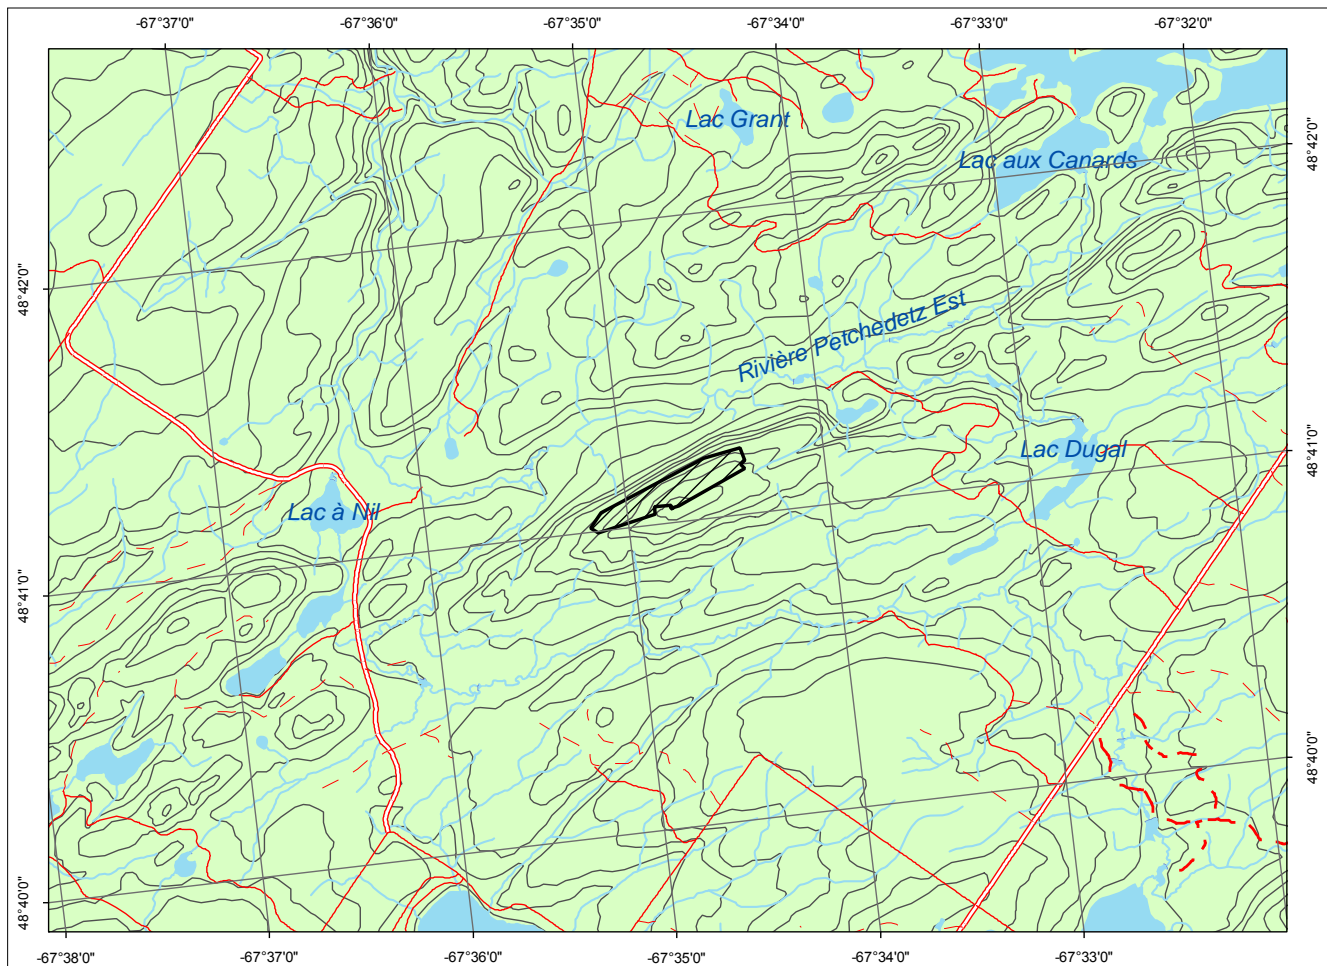 -67°37'0" -67°36'0" -67°35'0" -67°34'0" -67°33'0" -67°32'0"
Lac Grant
48°42'0"
Lac aux Canards
48°42'0"
Rivière Petchedetz Est
48°41'0"
Lac Dugal
Lac à Nil
48°41'0"
48°40'0"
48°40'0"
-67°38'0" -67°37'0" -67°36'0" -67°35'0" -67°34'0" -67°33'0"